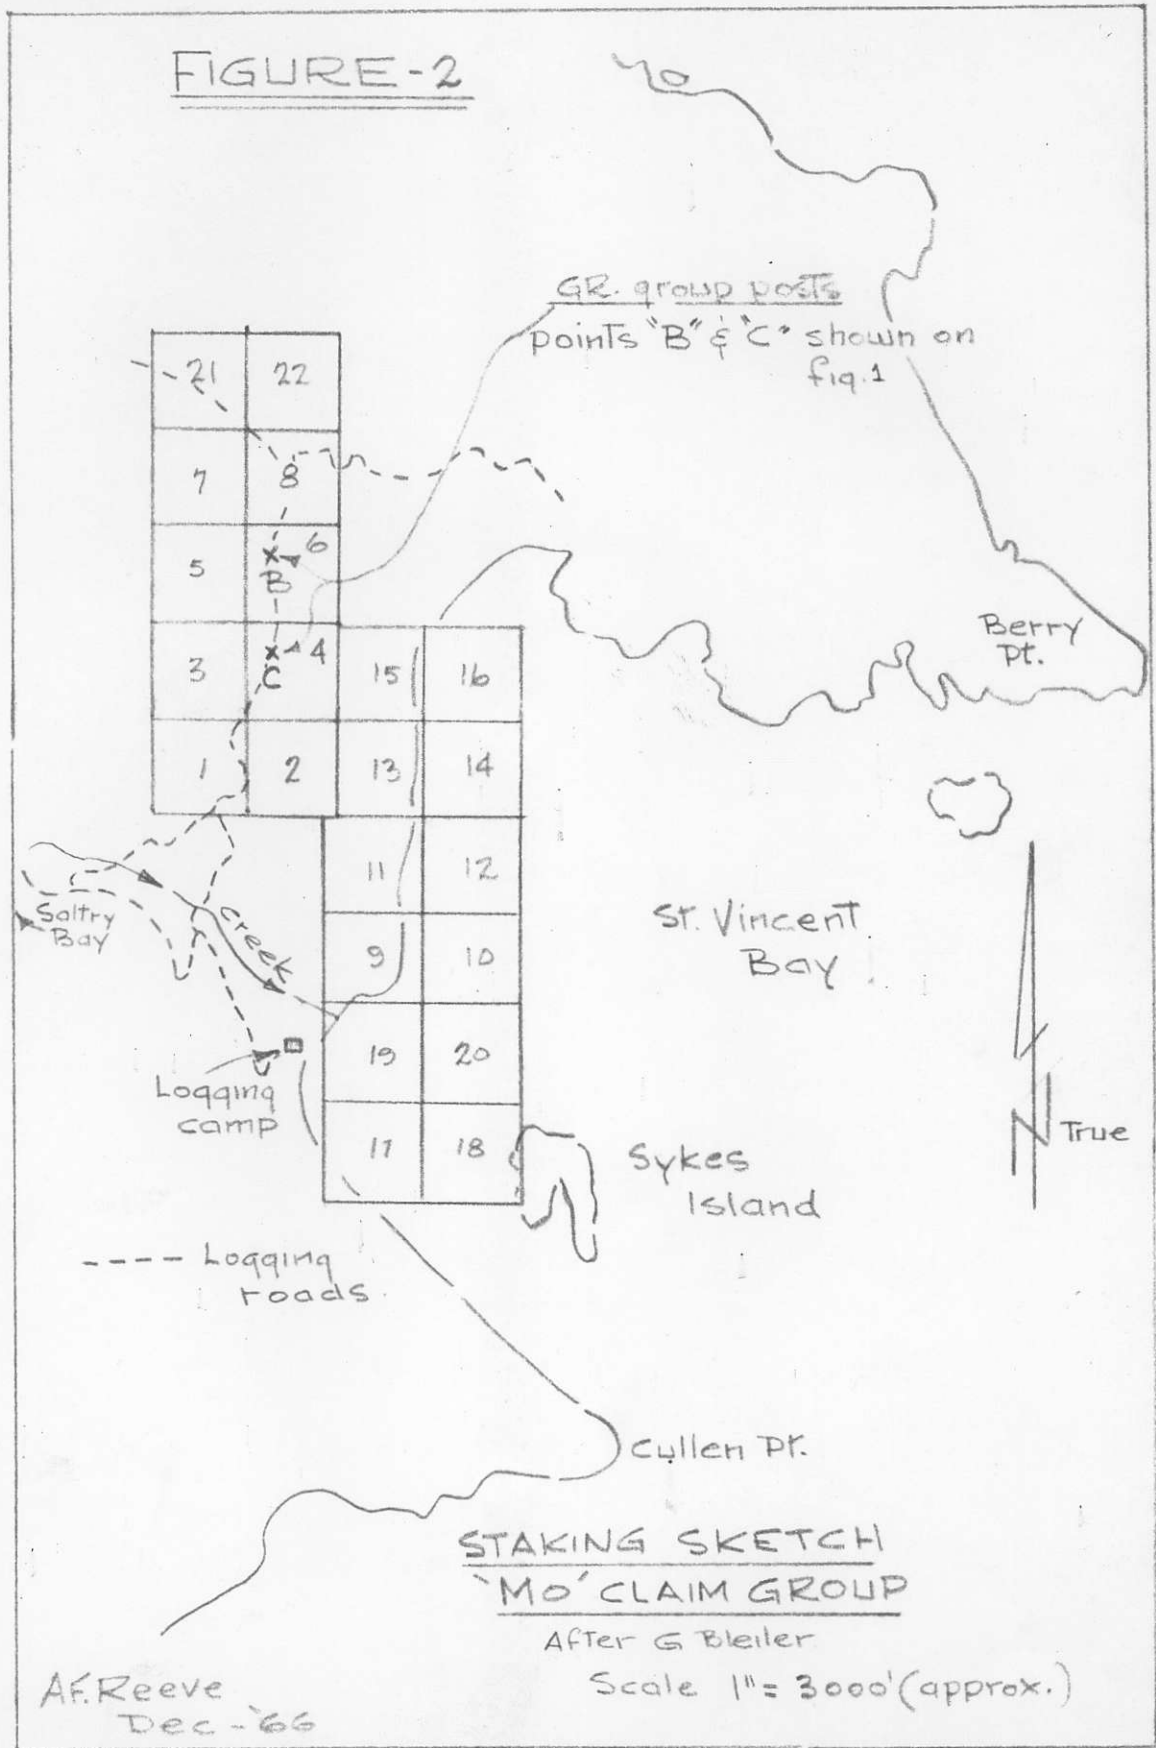 FIGURE-2
GR. group posts
points "B" & "C" shown on
fig.1
21 22
7 8
5 6
B
3 4
C
15 16
1 2 13 14
11 12
9 10
19 20
17 18
Berry
Pt.
St. Vincent
Bay
Saltry
Bay
Creek
Logging
camp
True
Sykes
Island
---- Logging
roads
Cullen Pt.
STAKING SKETCH
'MO' CLAIM GROUP
After G Bleiler
Scale 1" = 3000' (approx.)
A.F. Reeve
Dec - '66